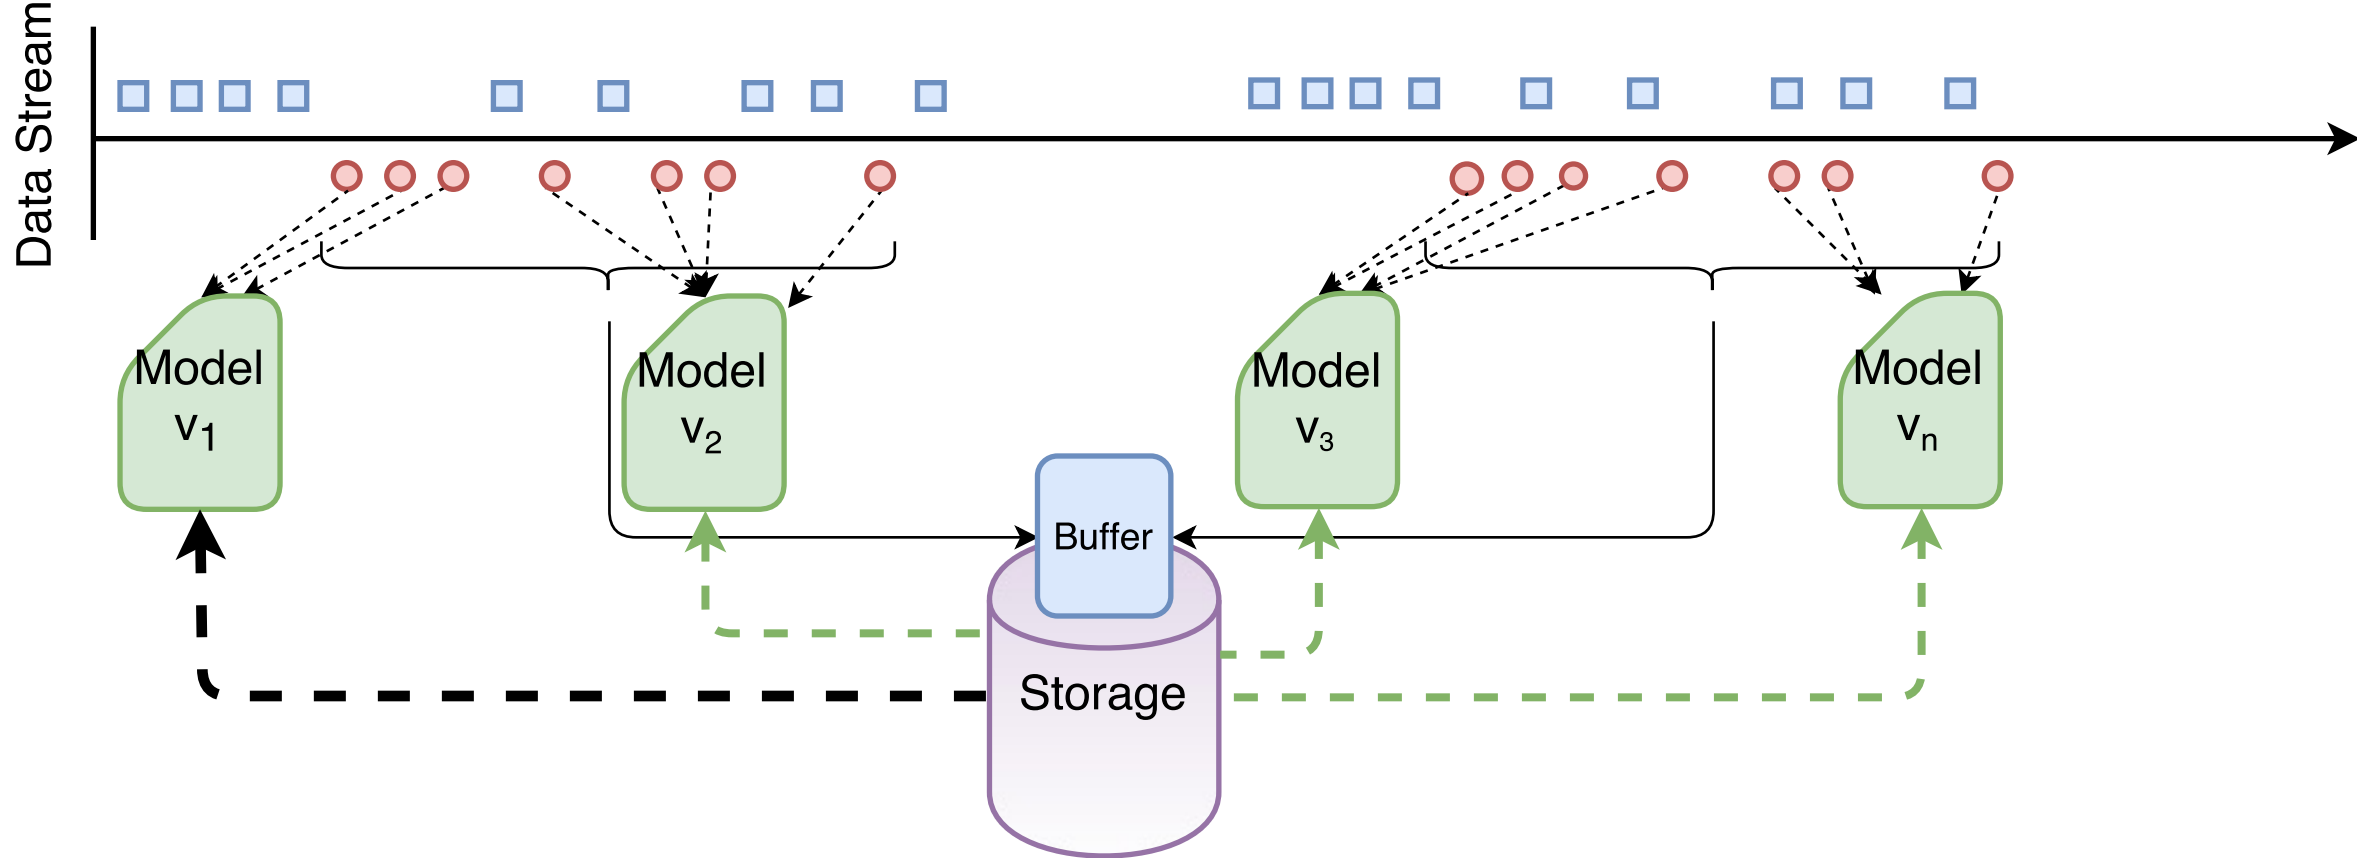 Data Stream
Model
v1
Model
v2
Model
v3
Model
vn
Buffer
Storage